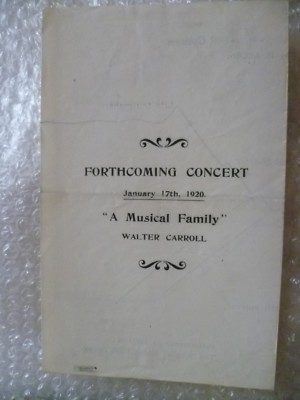 FORTHCOMING CONCERT
January 17th, 1920.
"A Musical Family"
WALTER CARROLL